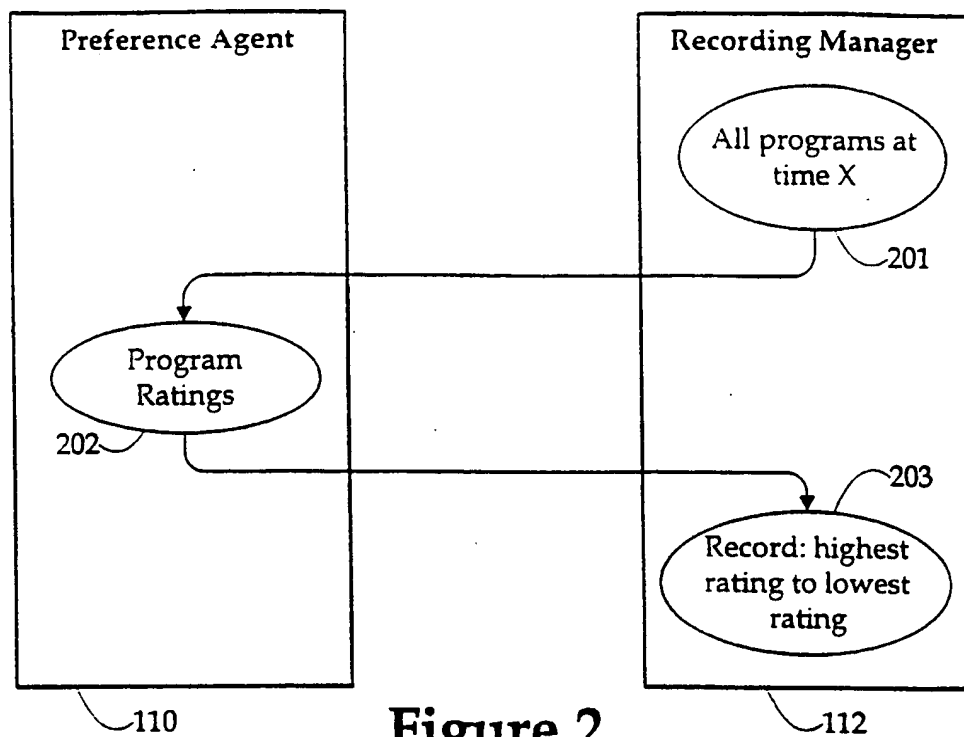 Preference Agent
Recording Manager
All programs at
time X
201
Program
Ratings
202
203
Record: highest
rating to lowest
rating
110
112
Figure 2